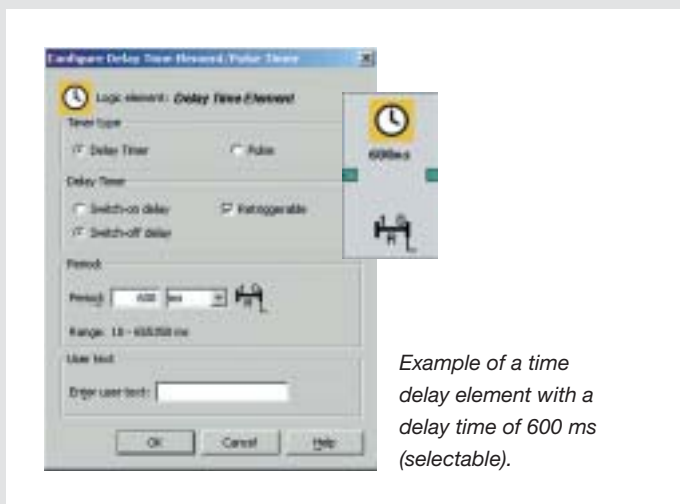 Configure Delay Time Element/Pulse Timer
Logic element: Delay Time Element
Timer type
Delay Timer
Pulse
Delay Timer
Switch-on delay
Retriggerable
Switch-off delay
Period
Period: 600 ms
Range: 10 - ms
User text
Enter user text:
OK Cancel Help
600ms
Example of a time
delay element with a
delay time of 600 ms
(selectable).